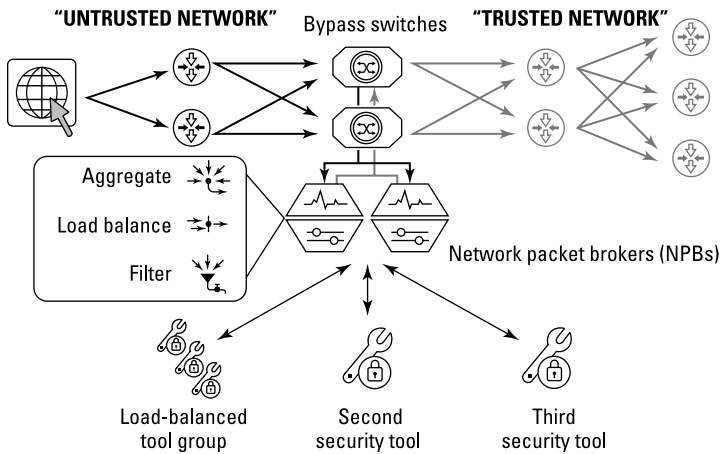 “UNTRUSTED NETWORK”
Bypass switches
“TRUSTED NETWORK”
Aggregate
Load balance
Filter
Network packet brokers (NPBs)
Load-balanced
tool group
Second
security tool
Third
security tool